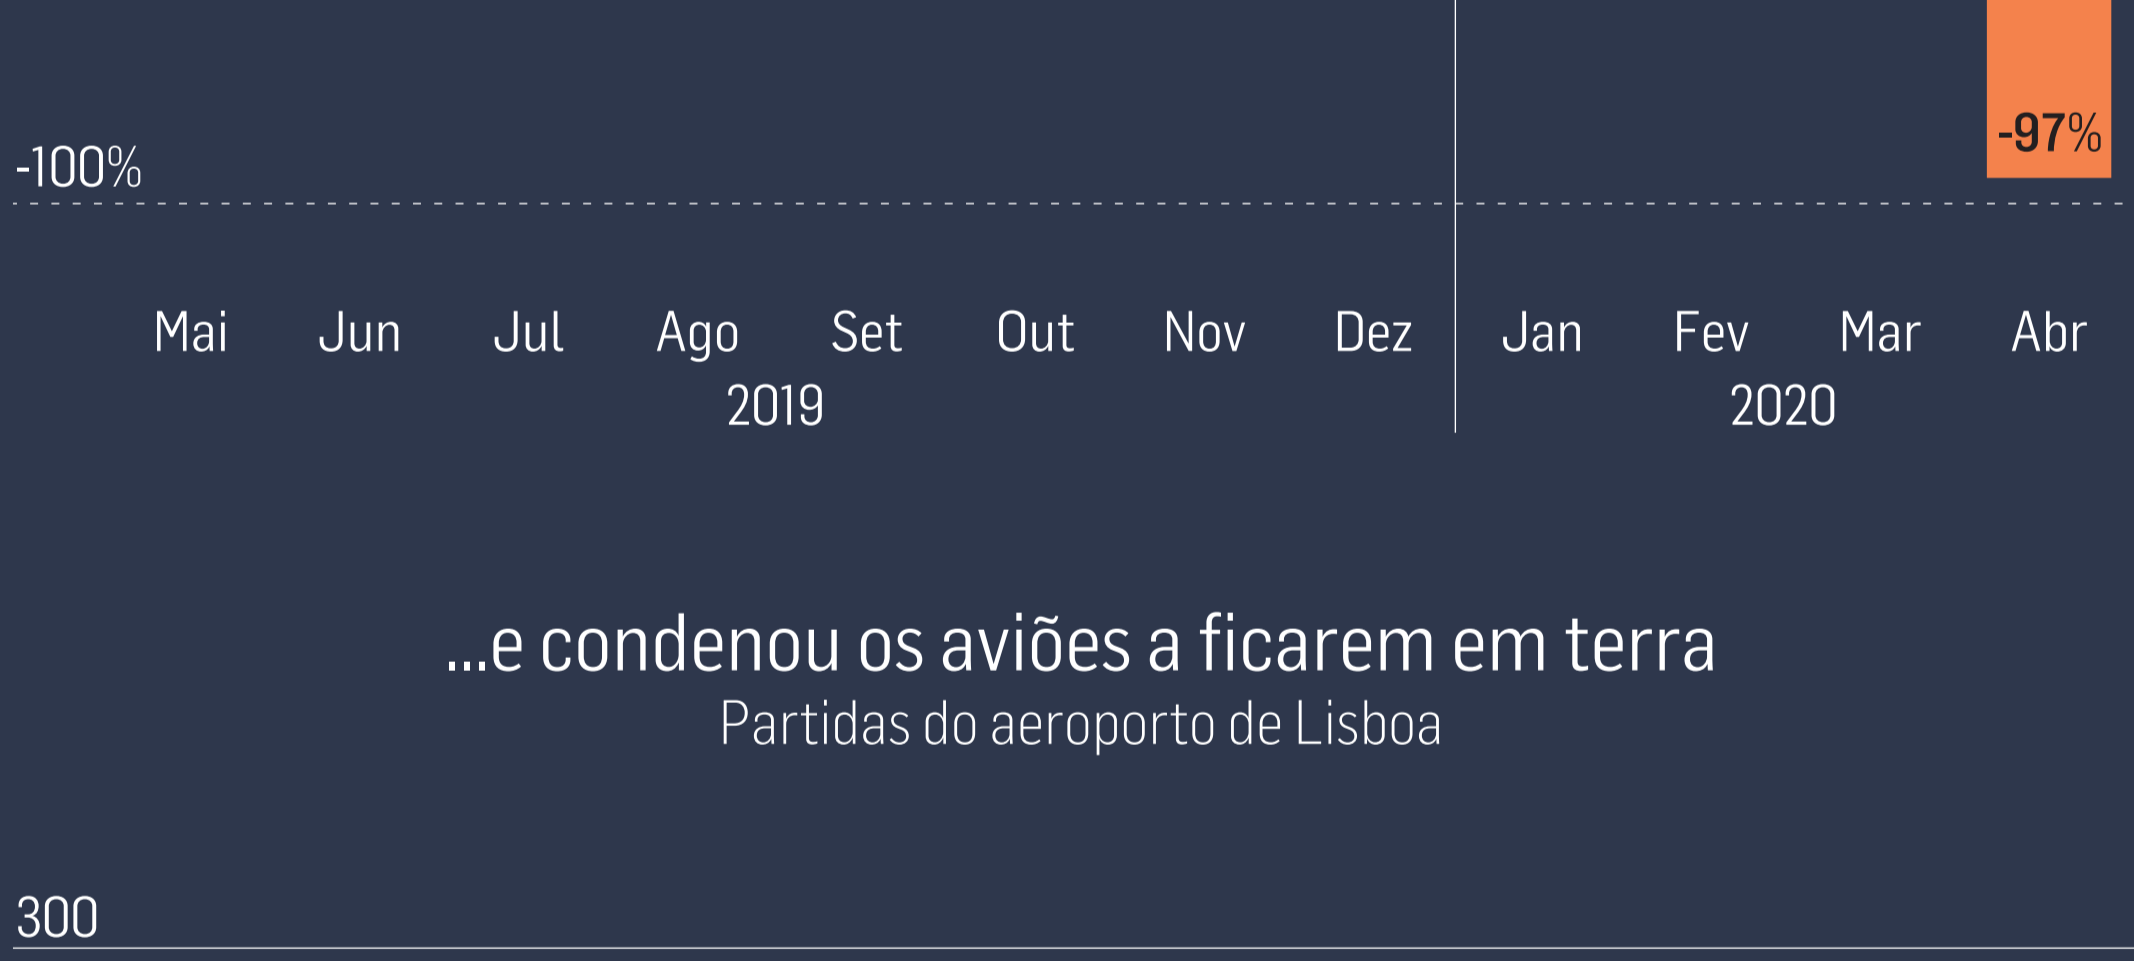 -97%
-100%
Mai Jun Jul Ago Set Out Nov Dez Jan Fev Mar Abr
2019 2020
...e condenou os aviões a ficarem em terra
Partidas do aeroporto de Lisboa
300